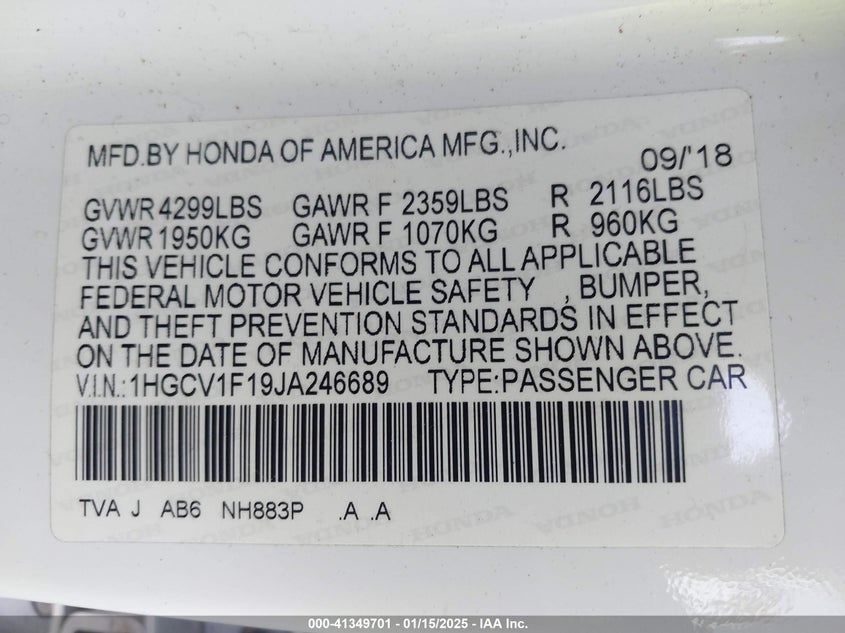 MFD.BY HONDA OF AMERICA MFG.,INC. 09/'18
GVWR 4299LBS GAWR F 2359LBS R 2116LBS
GVWR 1950KG GAWR F 1070KG R 960KG
THIS VEHICLE CONFORMS TO ALL APPLICABLE
FEDERAL MOTOR VEHICLE SAFETY , BUMPER,
AND THEFT PREVENTION STANDARDS IN EFFECT
ON THE DATE OF MANUFACTURE SHOWN ABOVE.
V.I.N.:1HGCV1F19JA246689 TYPE:PASSENGER CAR
TVA J AB6 NH883P .A .A
HONDA HONDA HONDA
000-41349701 / 01/15/2025 - IAA Inc.